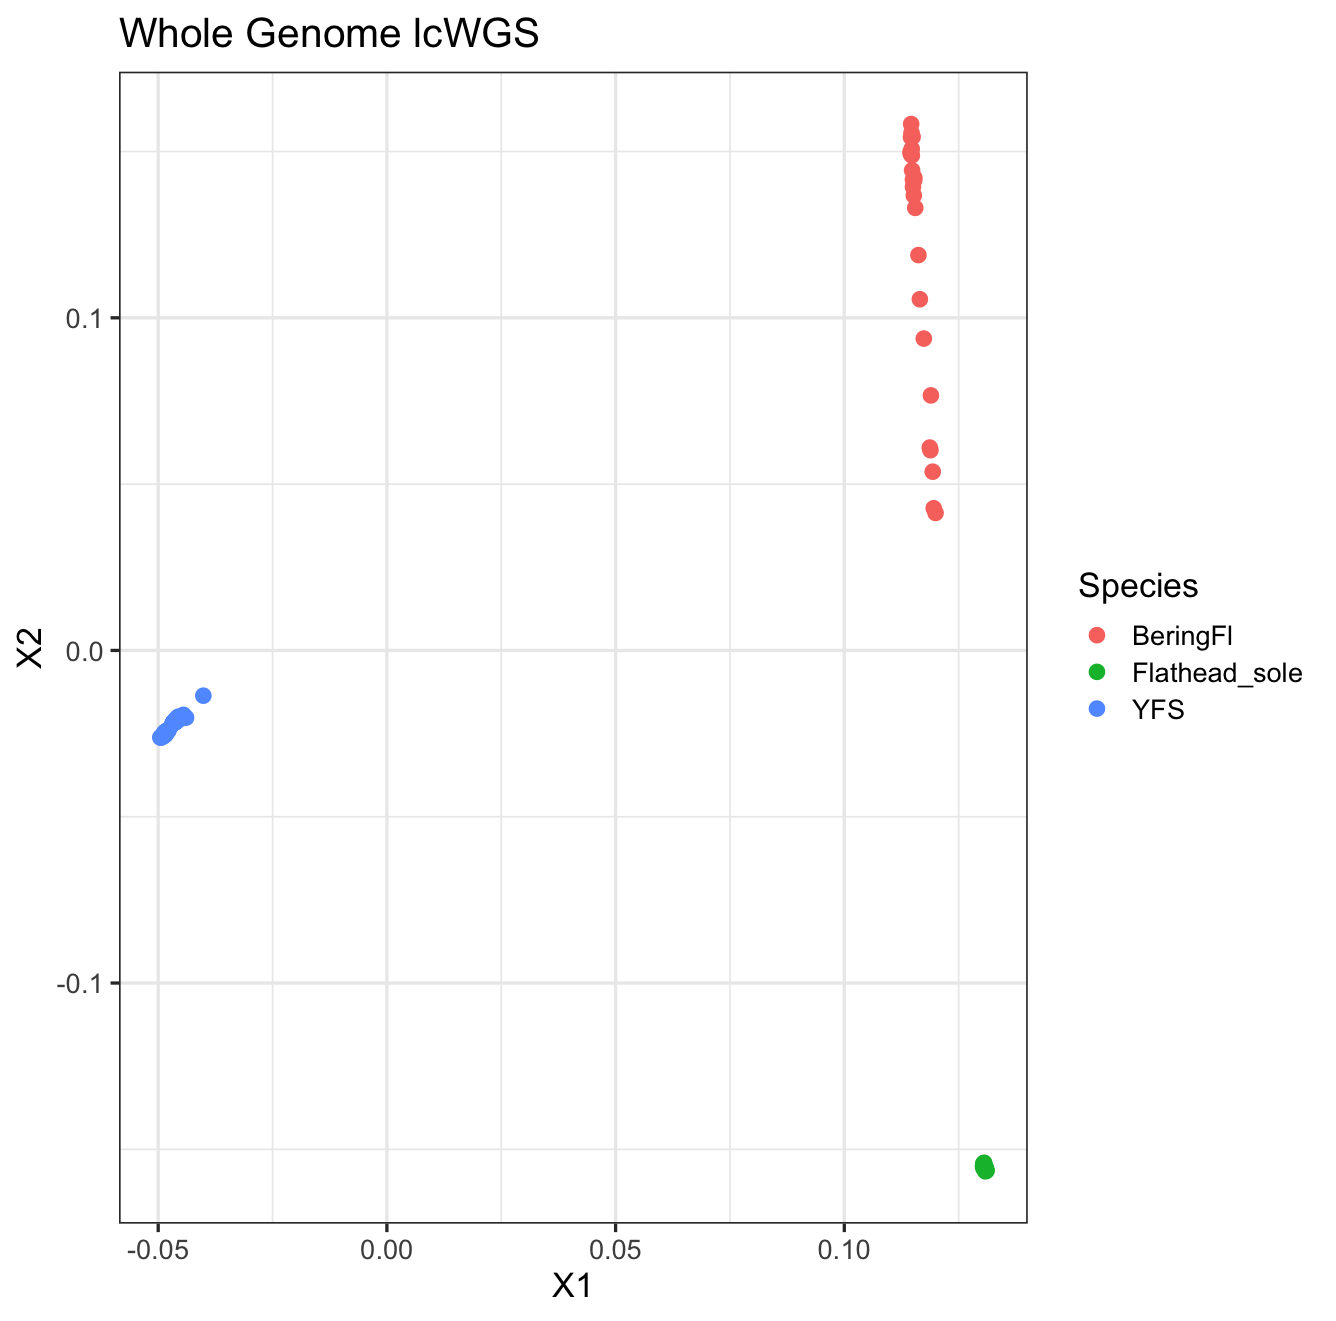 Whole Genome lcWGS
X2
0.1
0.0
-0.1
-0.05
0.00
0.05
0.10
X1
Species
BeringFl
Flathead_sole
YFS